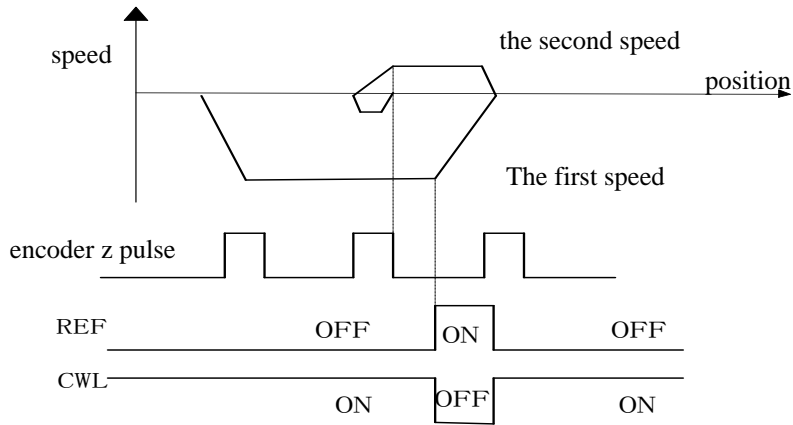 the second speed
speed
position
The first speed
encoder z pulse
REF OFF ON OFF
CWL
ON OFF ON